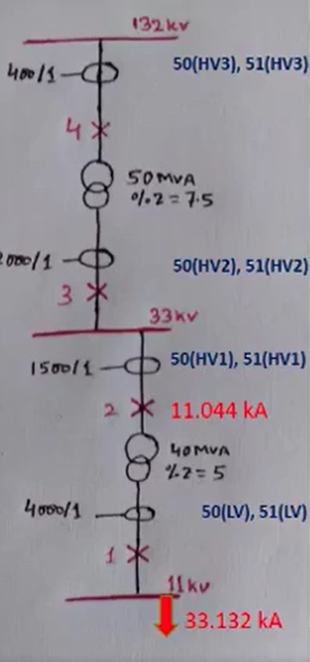 132kv
400/1
50(HV3), 51(HV3)
4
50MVA
%Z = 7.5
2000/1
50(HV2), 51(HV2)
3
33kv
1500/1
50(HV1), 51(HV1)
2
11.044 kA
40MVA
%Z = 5
4000/1
50(LV), 51(LV)
1
11kv
33.132 kA